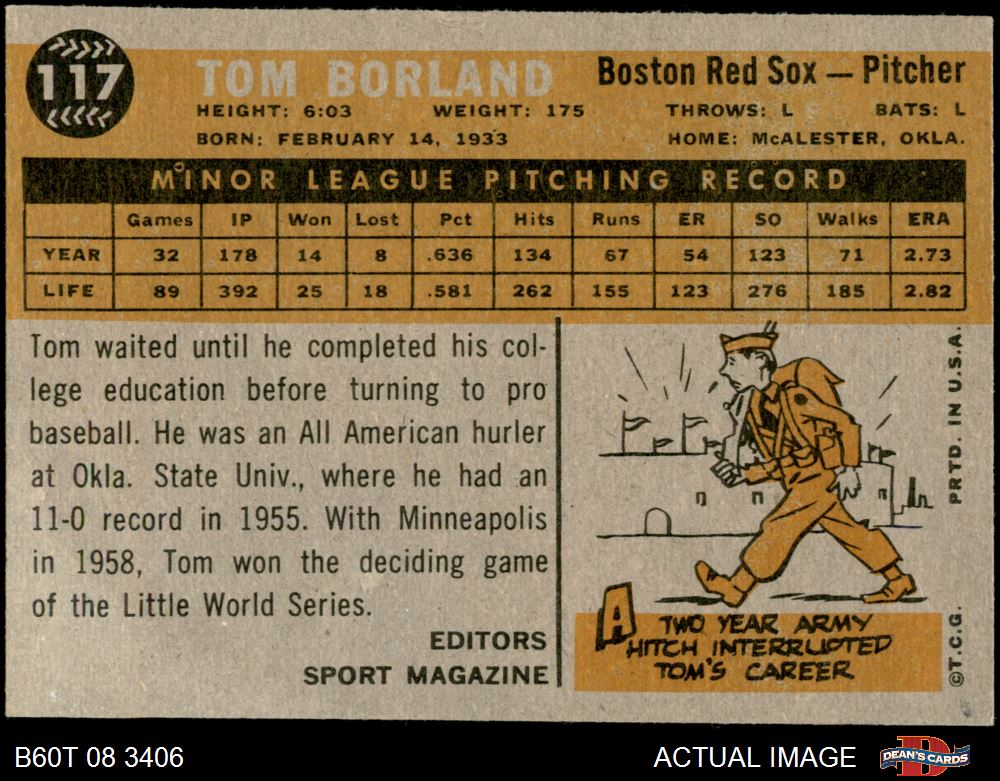 117
TOM BORLAND
Boston Red Sox — Pitcher
HEIGHT: 6:03 WEIGHT: 175 THROWS: L BATS: L
BORN: FEBRUARY 14, 1933 HOME: McALESTER, OKLA.
MINOR LEAGUE PITCHING RECORD
Games IP Won Lost Pct Hits Runs ER SO Walks ERA
YEAR 32 178 14 8 .636 134 67 54 123 71 2.73
LIFE 89 392 25 18 .581 262 155 123 276 185 2.82
Tom waited until he completed his col-
lege education before turning to pro
baseball. He was an All American hurler
at Okla. State Univ., where he had an
11-0 record in 1955. With Minneapolis
in 1958, Tom won the deciding game
of the Little World Series.
EDITORS
SPORT MAGAZINE
A TWO YEAR ARMY
HITCH INTERRUPTED
TOM'S CAREER
©T.C.G. PRTD. IN U.S.A.
B60T 08 3406
ACTUAL IMAGE
D
DEAN'S CARDS